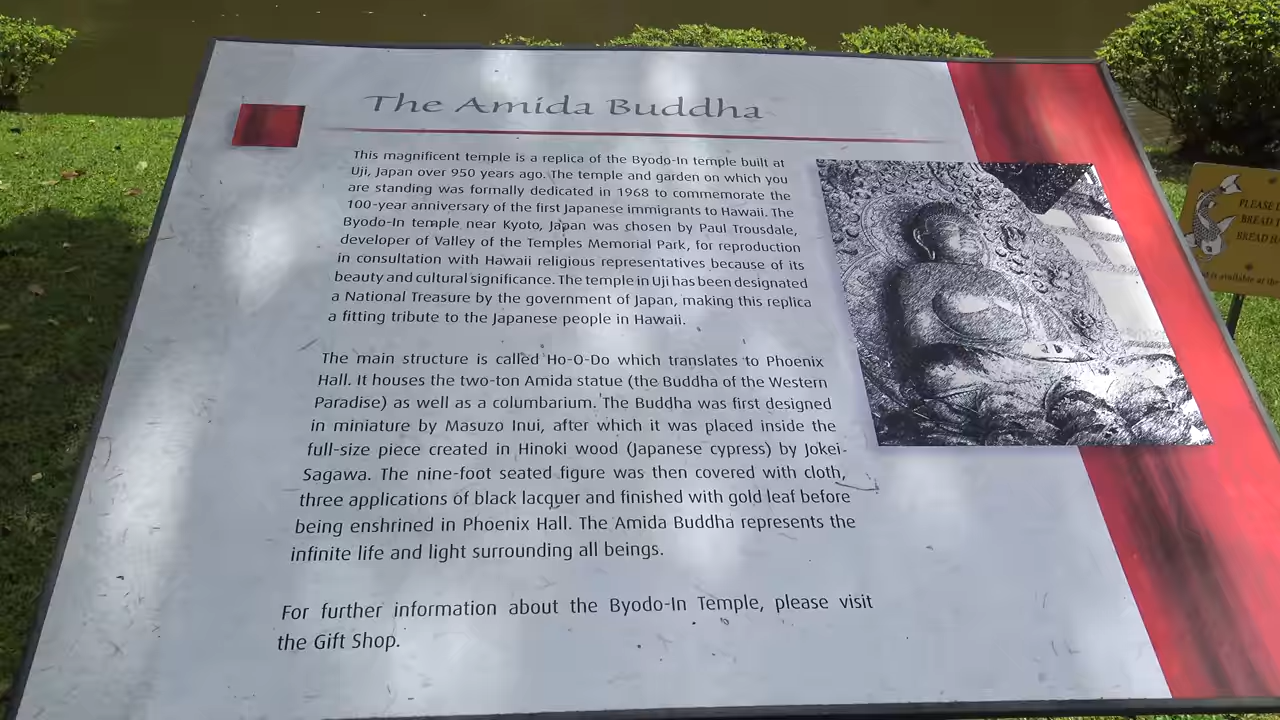 The Amida Buddha
This magnificent temple is a replica of the Byodo-In temple built at
Uji, Japan over 950 years ago. The temple and garden on which you
are standing was formally dedicated in 1968 to commemorate the
100-year anniversary of the first Japanese immigrants to Hawaii. The
Byodo-In temple near Kyoto, Japan was chosen by Paul Trousdale,
developer of Valley of the Temples Memorial Park, for reproduction
in consultation with Hawaii religious representatives because of its
beauty and cultural significance. The temple in Uji has been designated
a National Treasure by the government of Japan, making this replica
a fitting tribute to the Japanese people in Hawaii.
The main structure is called Ho-O-Do which translates to Phoenix
Hall. It houses the two-ton Amida statue (the Buddha of the Western
Paradise) as well as a columbarium. The Buddha was first designed
in miniature by Masuzo Inui, after which it was placed inside the
full-size piece created in Hinoki wood (Japanese cypress) by Jokei-
Sagawa. The nine-foot seated figure was then covered with cloth,
three applications of black lacquer and finished with gold leaf before
being enshrined in Phoenix Hall. The Amida Buddha represents the
infinite life and light surrounding all beings.
For further information about the Byodo-In Temple, please visit
the Gift Shop.
PLEASE
BREAD
BREAD
is available at